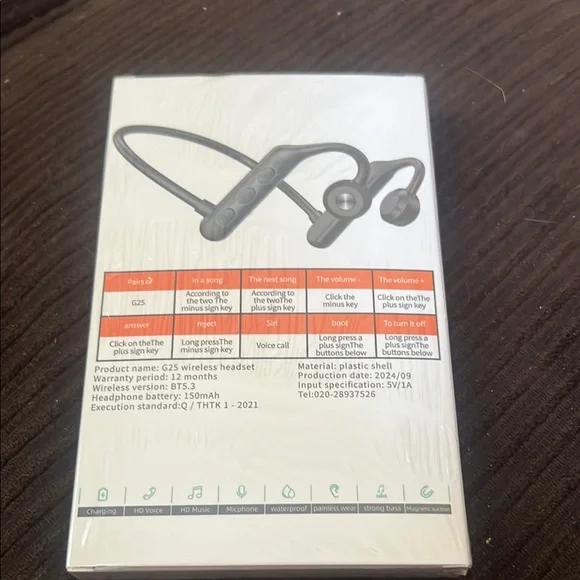 Pairs of
In a song
The nest song
The volume -
The volume +
G25
According to
the two The
minus sign key
According to
the twoThe
plus sign key
Click the
minus key
Click on theThe
plus sign key
answer
reject
Siri
boot
To turn it off
Click on theThe
plus sign key
Long pressThe
minus sign key
Voice call
Long press a
plus signThe
buttons below
Long press a
plus signThe
buttons below
Product name: G25 wireless headset
Warranty period: 12 months
Wireless version: BT5.3
Headphone battery: 150mAh
Execution standard:Q / THTK 1 - 2021
Material: plastic shell
Production date: 2024/09
Input specification: 5V/1A
Tel:020-28937526
Charging
HD Voice
HD Music
Micphone
waterproof
painless wear
strong bass
Magnetic suction